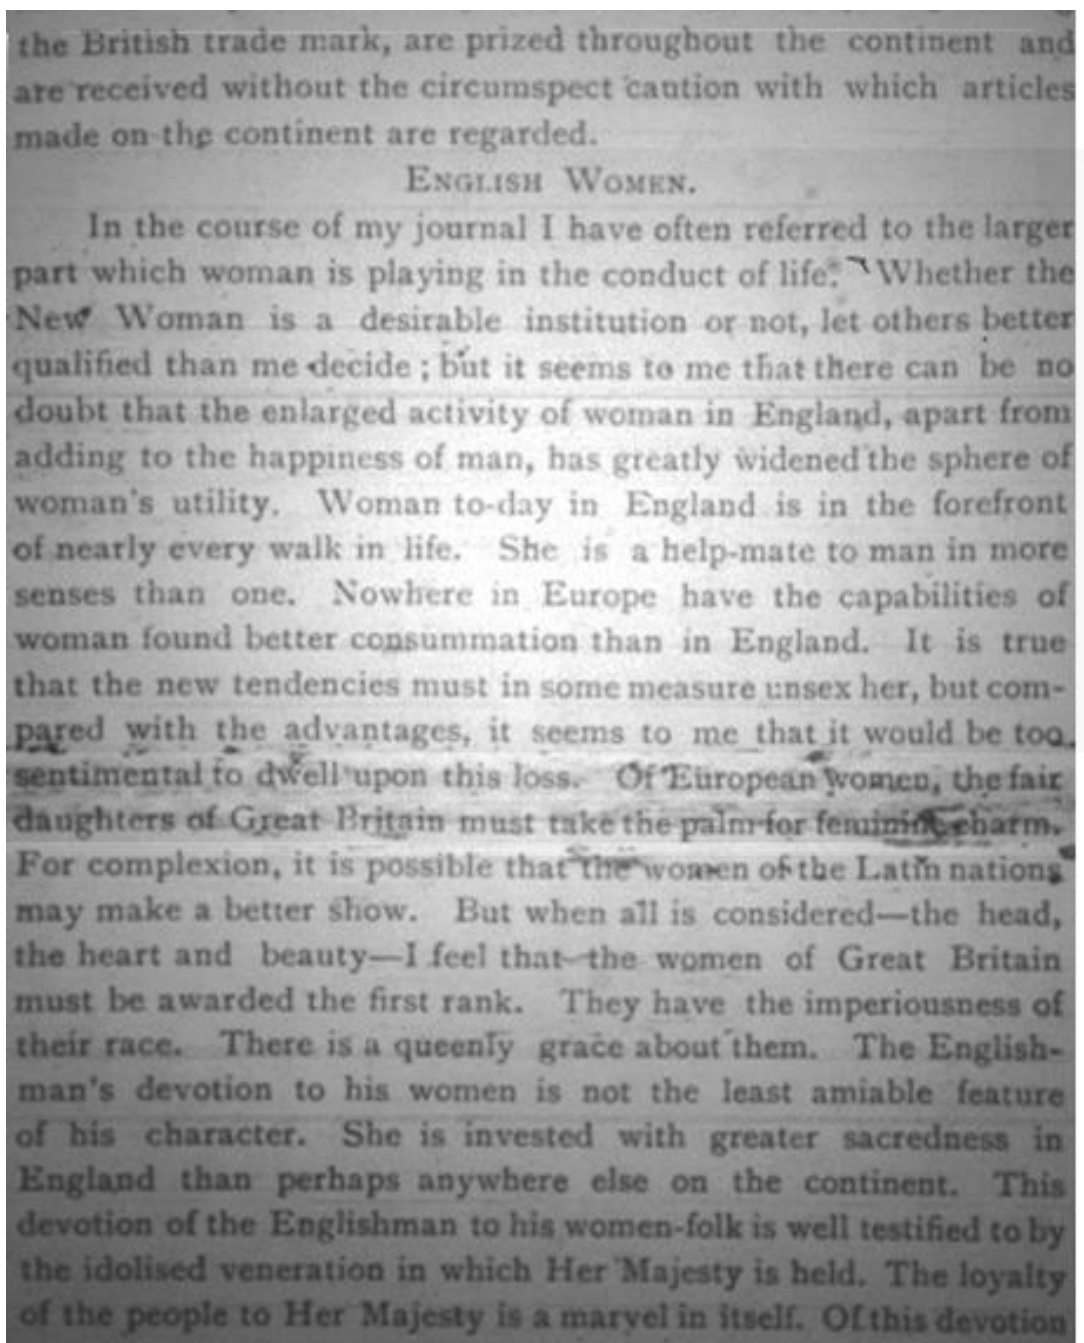 the British trade mark, are prized throughout the continent and
are received without the circumspect caution with which articles
made on the continent are regarded.
ENGLISH WOMEN.
In the course of my journal I have often referred to the larger
part which woman is playing in the conduct of life. Whether the
New Woman is a desirable institution or not, let others better
qualified than me decide ; but it seems to me that there can be no
doubt that the enlarged activity of woman in England, apart from
adding to the happiness of man, has greatly widened the sphere of
woman's utility. Woman to-day in England is in the forefront
of nearly every walk in life. She is a help-mate to man in more
senses than one. Nowhere in Europe have the capabilities of
woman found better consummation than in England. It is true
that the new tendencies must in some measure unsex her, but com-
pared with the advantages, it seems to me that it would be too
sentimental to dwell upon this loss. Of European women, the fair
daughters of Great Britain must take the palm for feminine charm.
For complexion, it is possible that the women of the Latin nations
may make a better show. But when all is considered—the head,
the heart and beauty—I feel that the women of Great Britain
must be awarded the first rank. They have the imperiousness of
their race. There is a queenly grace about them. The English-
man's devotion to his women is not the least amiable feature
of his character. She is invested with greater sacredness in
England than perhaps anywhere else on the continent. This
devotion of the Englishman to his women-folk is well testified to by
the idolised veneration in which Her Majesty is held. The loyalty
of the people to Her Majesty is a marvel in itself. Of this devotion